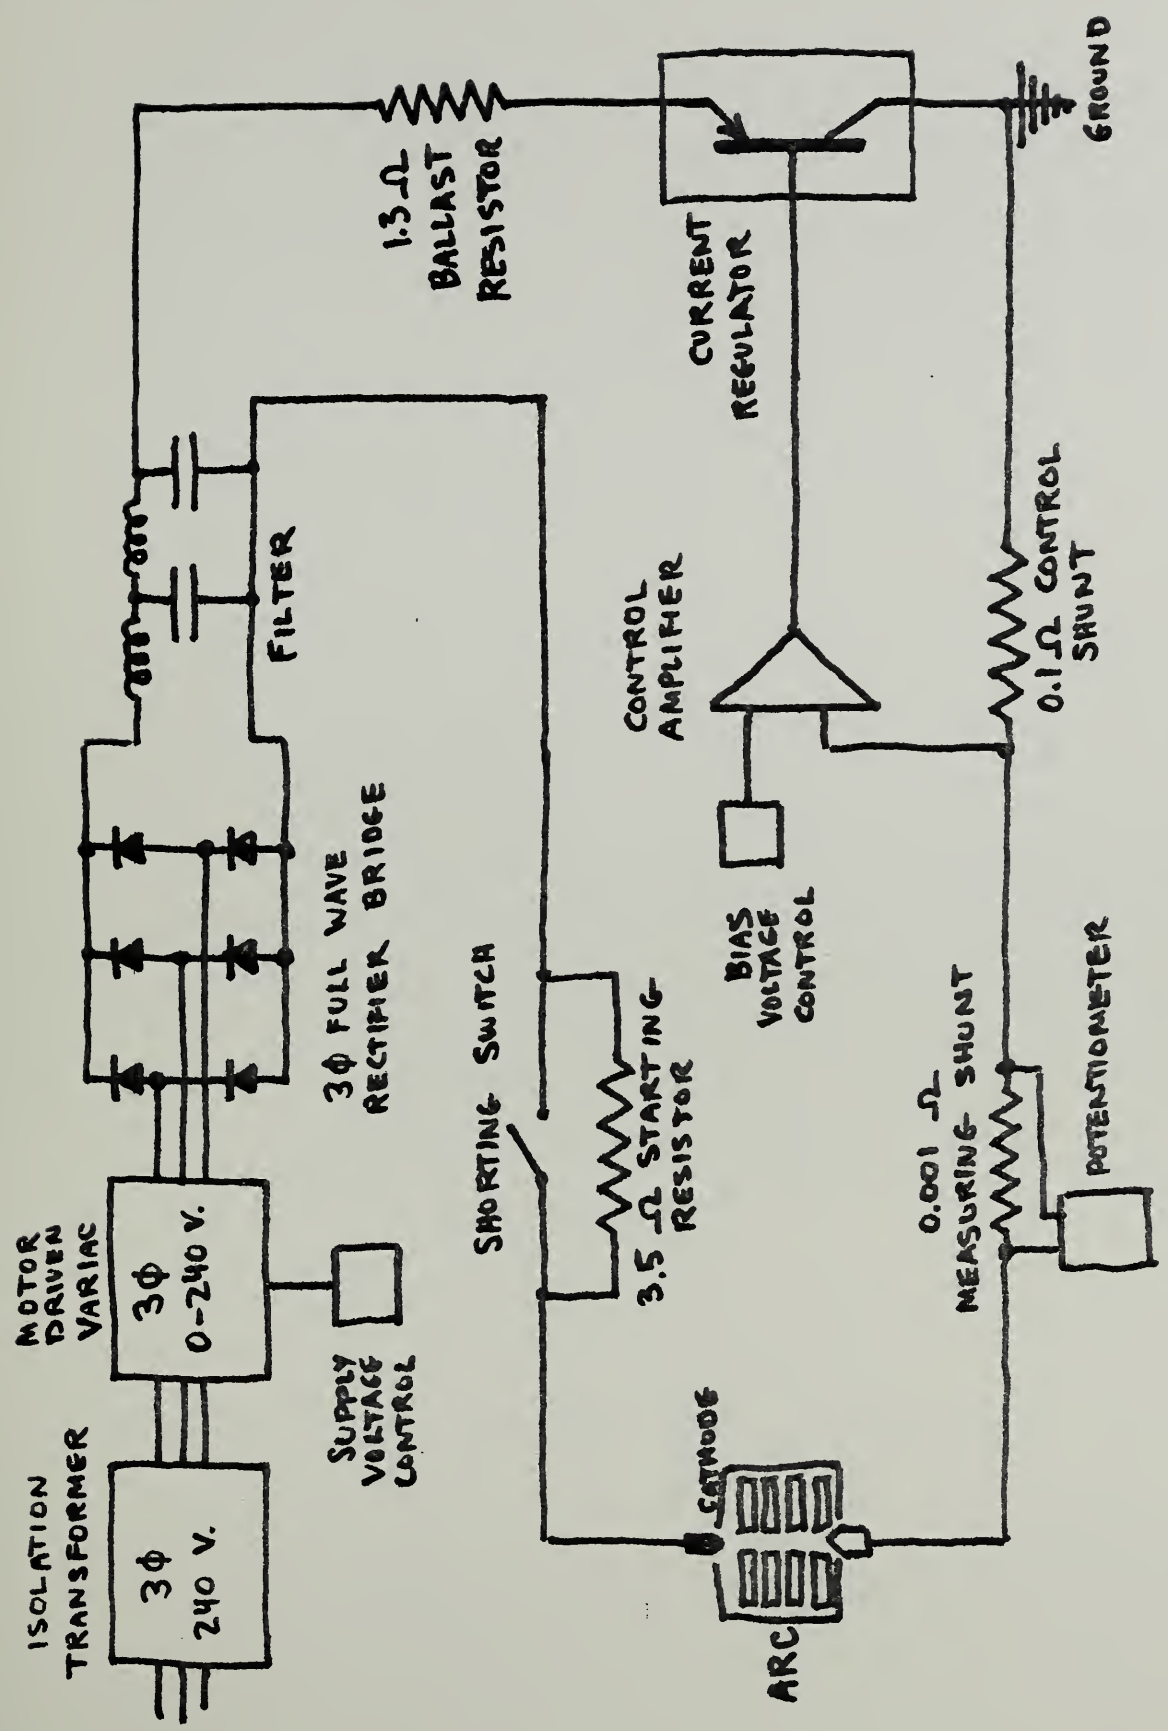 ISOLATION
TRANSFORMER
3Φ
240 V.
MOTOR
DRIVEN
VARIAC
3Φ
0-240 V.
SUPPLY
VOLTAGE
CONTROL
3Φ FULL WAVE
RECTIFIER BRIDGE
FILTER
1.3 Ω
BALLAST
RESISTOR
SHORTING SWITCH
3.5 Ω STARTING
RESISTOR
CONTROL
AMPLIFIER
CURRENT
REGULATOR
BIAS
VOLTAGE
CONTROL
CATHODE
ARC
0.001 Ω
MEASURING SHUNT
POTENTIOMETER
0.1 Ω CONTROL
SHUNT
GROUND